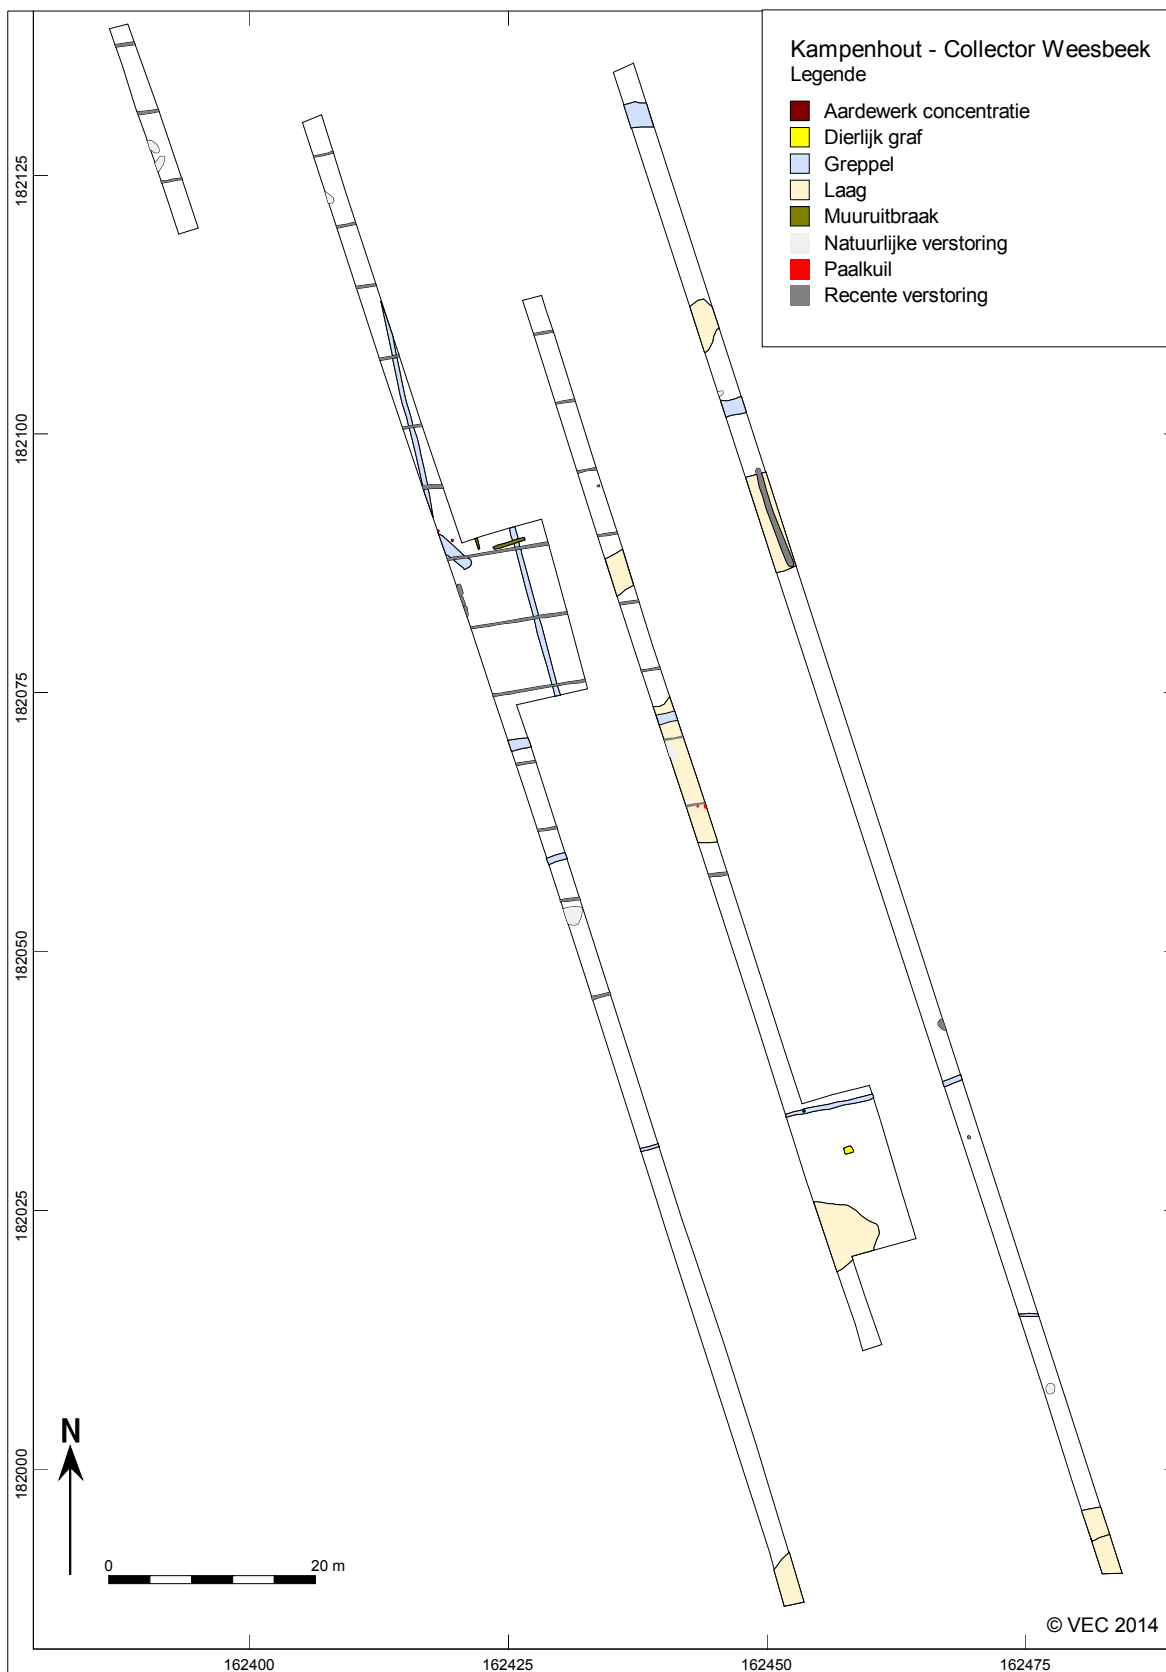 Kampenhout - Collector Weesbeek
Legende
Aardewerk concentratie
Dierlijk graf
Greppel
Laag
Muuruitbraak
Natuurlijke verstoring
Paalkuil
Recente verstoring
182125
182100
182075
182050
182025
182000
N
0 20 m
© VEC 2014
162400 162425 162450 162475